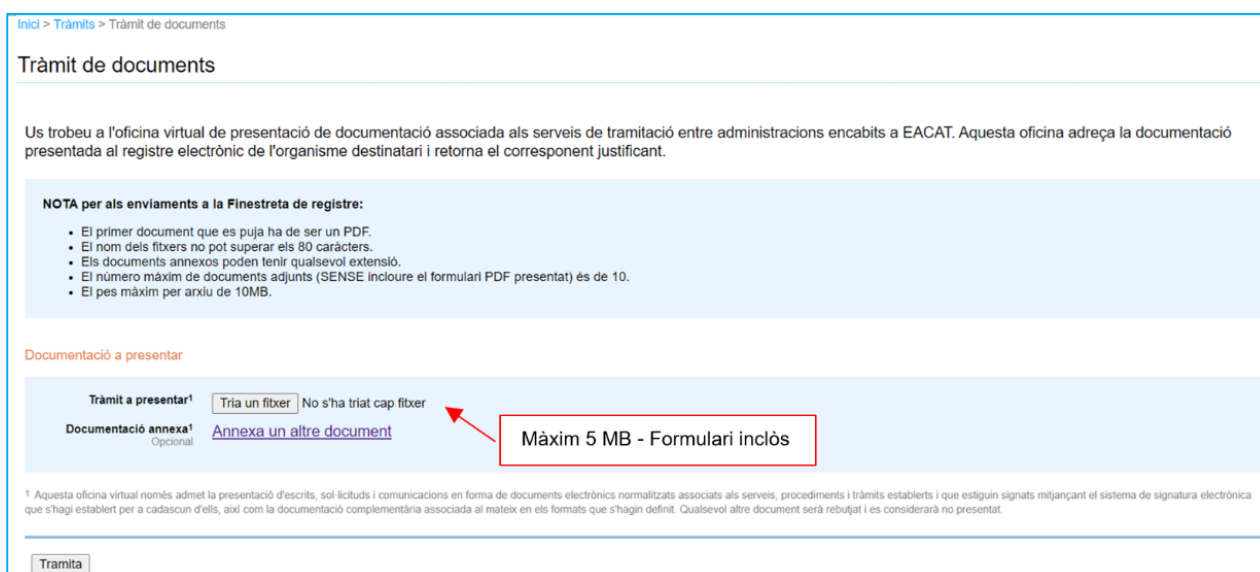 Inici > Tràmits > Tràmit de documents
Tràmit de documents
Us trobeu a l'oficina virtual de presentació de documentació associada als serveis de tramitació entre administracions encabits a EACAT. Aquesta oficina adreça la documentació
presentada al registre electrònic de l'organisme destinatari i retorna el corresponent justificant.
NOTA per als enviaments a la Finestreta de registre:
• El primer document que es puja ha de ser un PDF.
• El nom dels fitxers no pot superar els 80 caràcters.
• Els documents annexos poden tenir qualsevol extensió.
• El número màxim de documents adjunts (SENSE incloure el formulari PDF presentat) és de 10.
• El pes màxim per arxiu de 10MB.
Documentació a presentar
Tràmit a presentar¹ Tria un fitxer No s'ha triat cap fitxer
Documentació annexa¹ Annexa un altre document
Opcional
Màxim 5 MB - Formulari inclòs
¹ Aquesta oficina virtual només admet la presentació d'escrits, sol·licituds i comunicacions en forma de documents electrònics normalitzats associats als serveis, procediments i tràmits establerts i que estiguin signats mitjançant el sistema de signatura electrònica
que s'hagi establert per a cadascun d'ells, així com la documentació complementària associada al mateix en els formats que s'hagin definit. Qualsevol altre document serà rebutjat i es considerarà no presentat.
Tramita